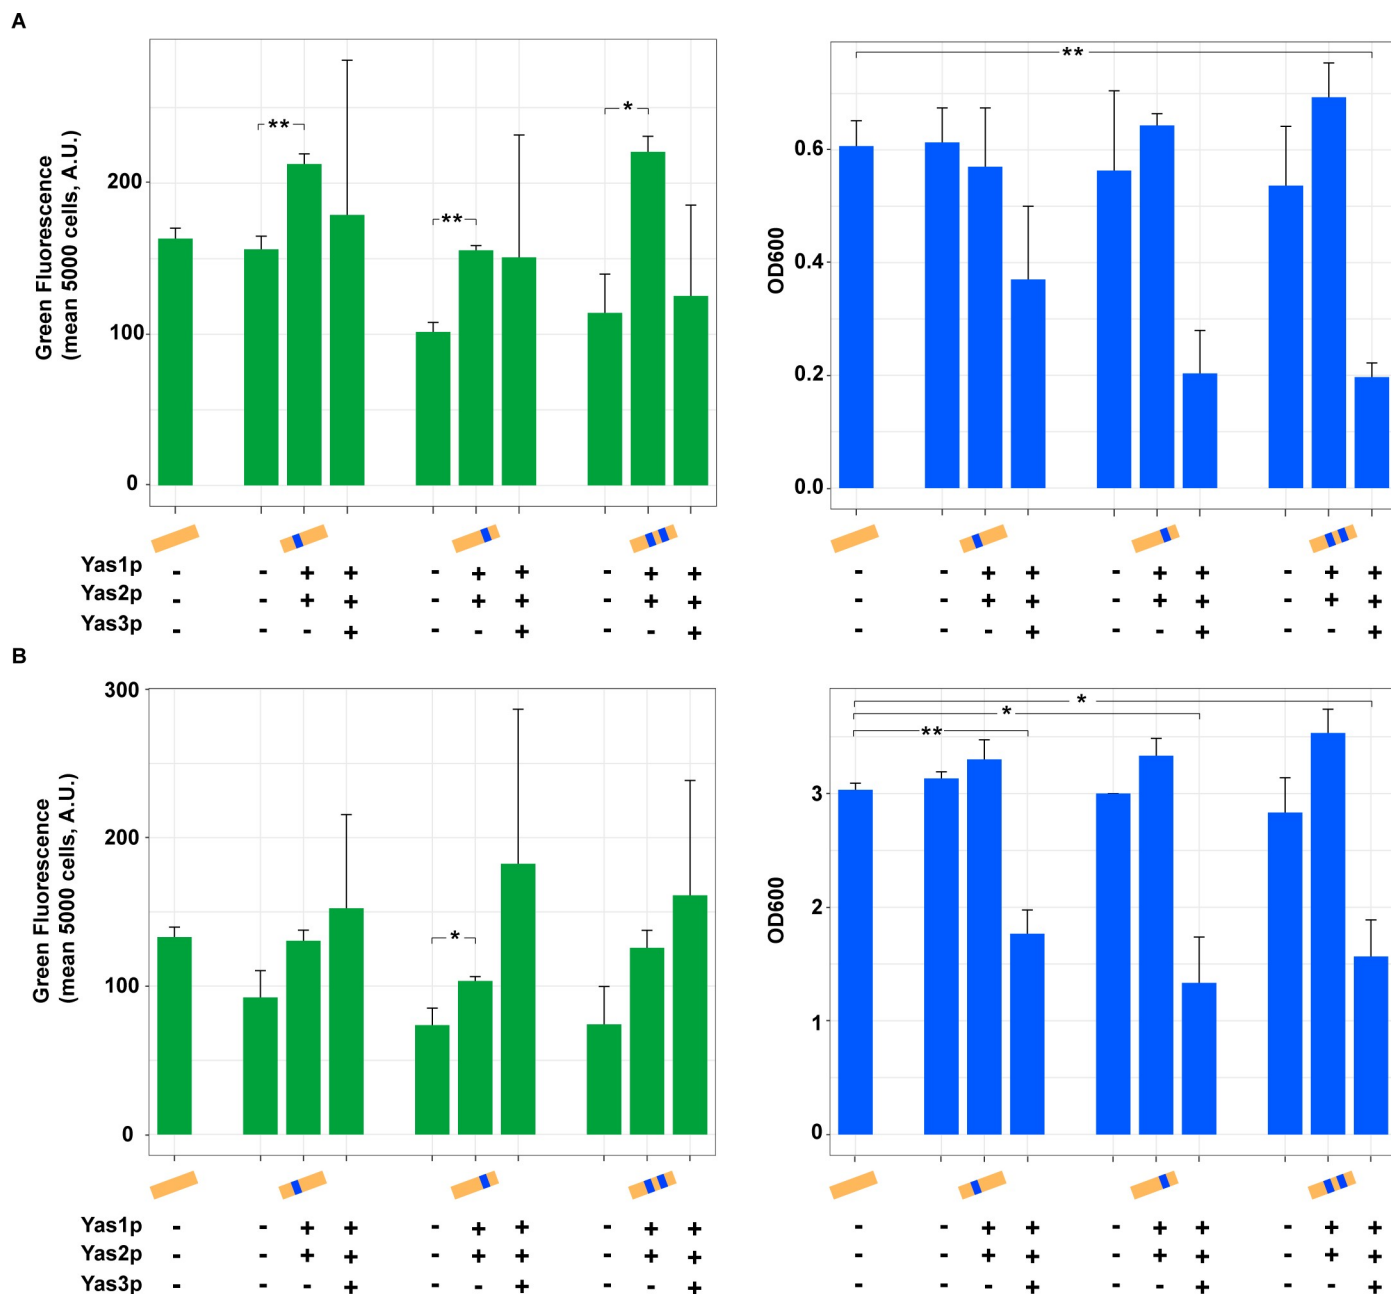 A
Green Fluorescence
(mean 5000 cells, A.U.)
200
100
0
**
**
*
OD600
0.6
0.4
0.2
0.0
**
Yas1p - - + + - + + - + + - - + + - + + - + +
Yas2p - - + + - + + - + + - - + + - + + - + +
Yas3p - - - + - - + - - + - - - + - - + - - +
B
Green Fluorescence
(mean 5000 cells, A.U.)
300
200
100
0
*
OD600
3
2
1
0
*
*
**
Yas1p - - + + - + + - + + - - + + - + + - + +
Yas2p - - + + - + + - + + - - + + - + + - + +
Yas3p - - - + - - + - - + - - - + - - + - - +